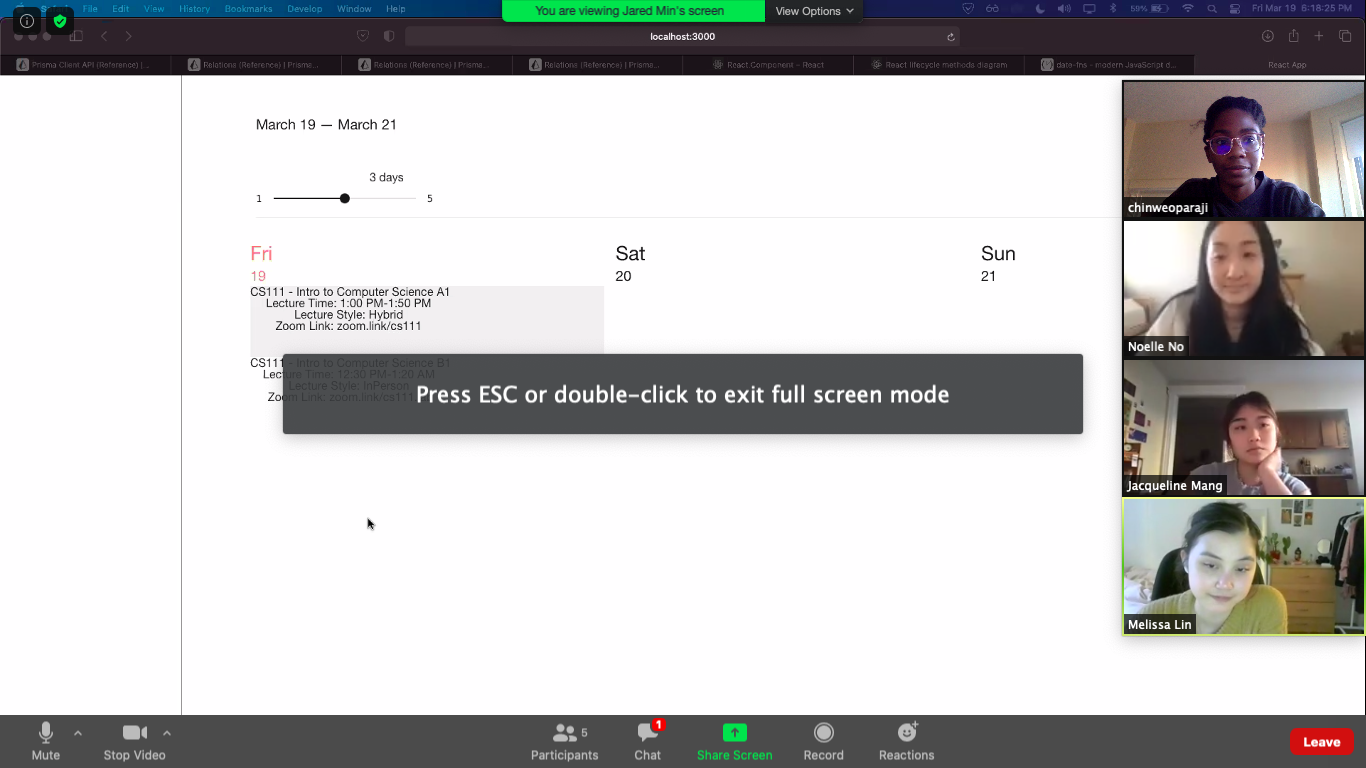 File Edit View History Bookmarks Develop Window Help
You are viewing Jared Min's screen
View Options
59%
Fri Mar 19 6:18:25 PM
localhost:3000
Prisma Client API (Reference) |...
Relations (Reference) | Prisma...
Relations (Reference) | Prisma...
Relations (Reference) | Prisma...
React.Component – React
React lifecycle methods diagram
date-fns - modern JavaScript d...
React App
March 19 — March 21
3 days
1
5
Fri
19
Sat
20
Sun
21
CS111 - Intro to Computer Science A1
Lecture Time: 1:00 PM-1:50 PM
Lecture Style: Hybrid
Zoom Link: zoom.link/cs111
CS111 - Intro to Computer Science B1
Lecture Time: 12:30 PM-1:20 AM
Lecture Style: InPerson
Zoom Link: zoom.link/cs111
Press ESC or double-click to exit full screen mode
chinweoparaji
Noelle No
Jacqueline Mang
Melissa Lin
Mute
Stop Video
Participants
5
Chat
1
Share Screen
Record
Reactions
Leave